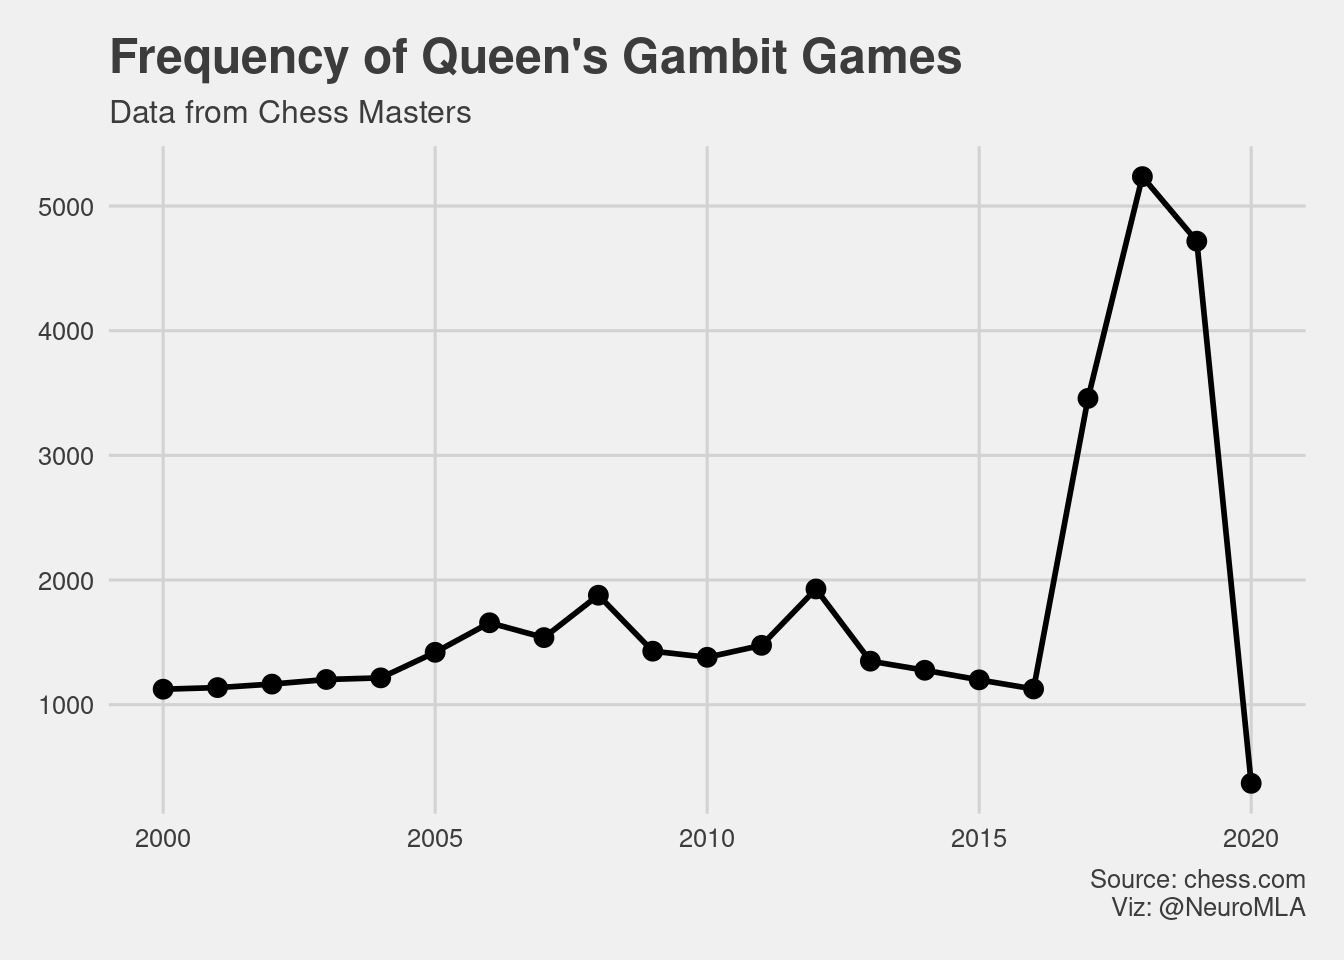 Frequency of Queen's Gambit Games
Data from Chess Masters
5000
4000
3000
2000
1000
2000 2005 2010 2015 2020
Source: chess.com
Viz: @NeuroMLA